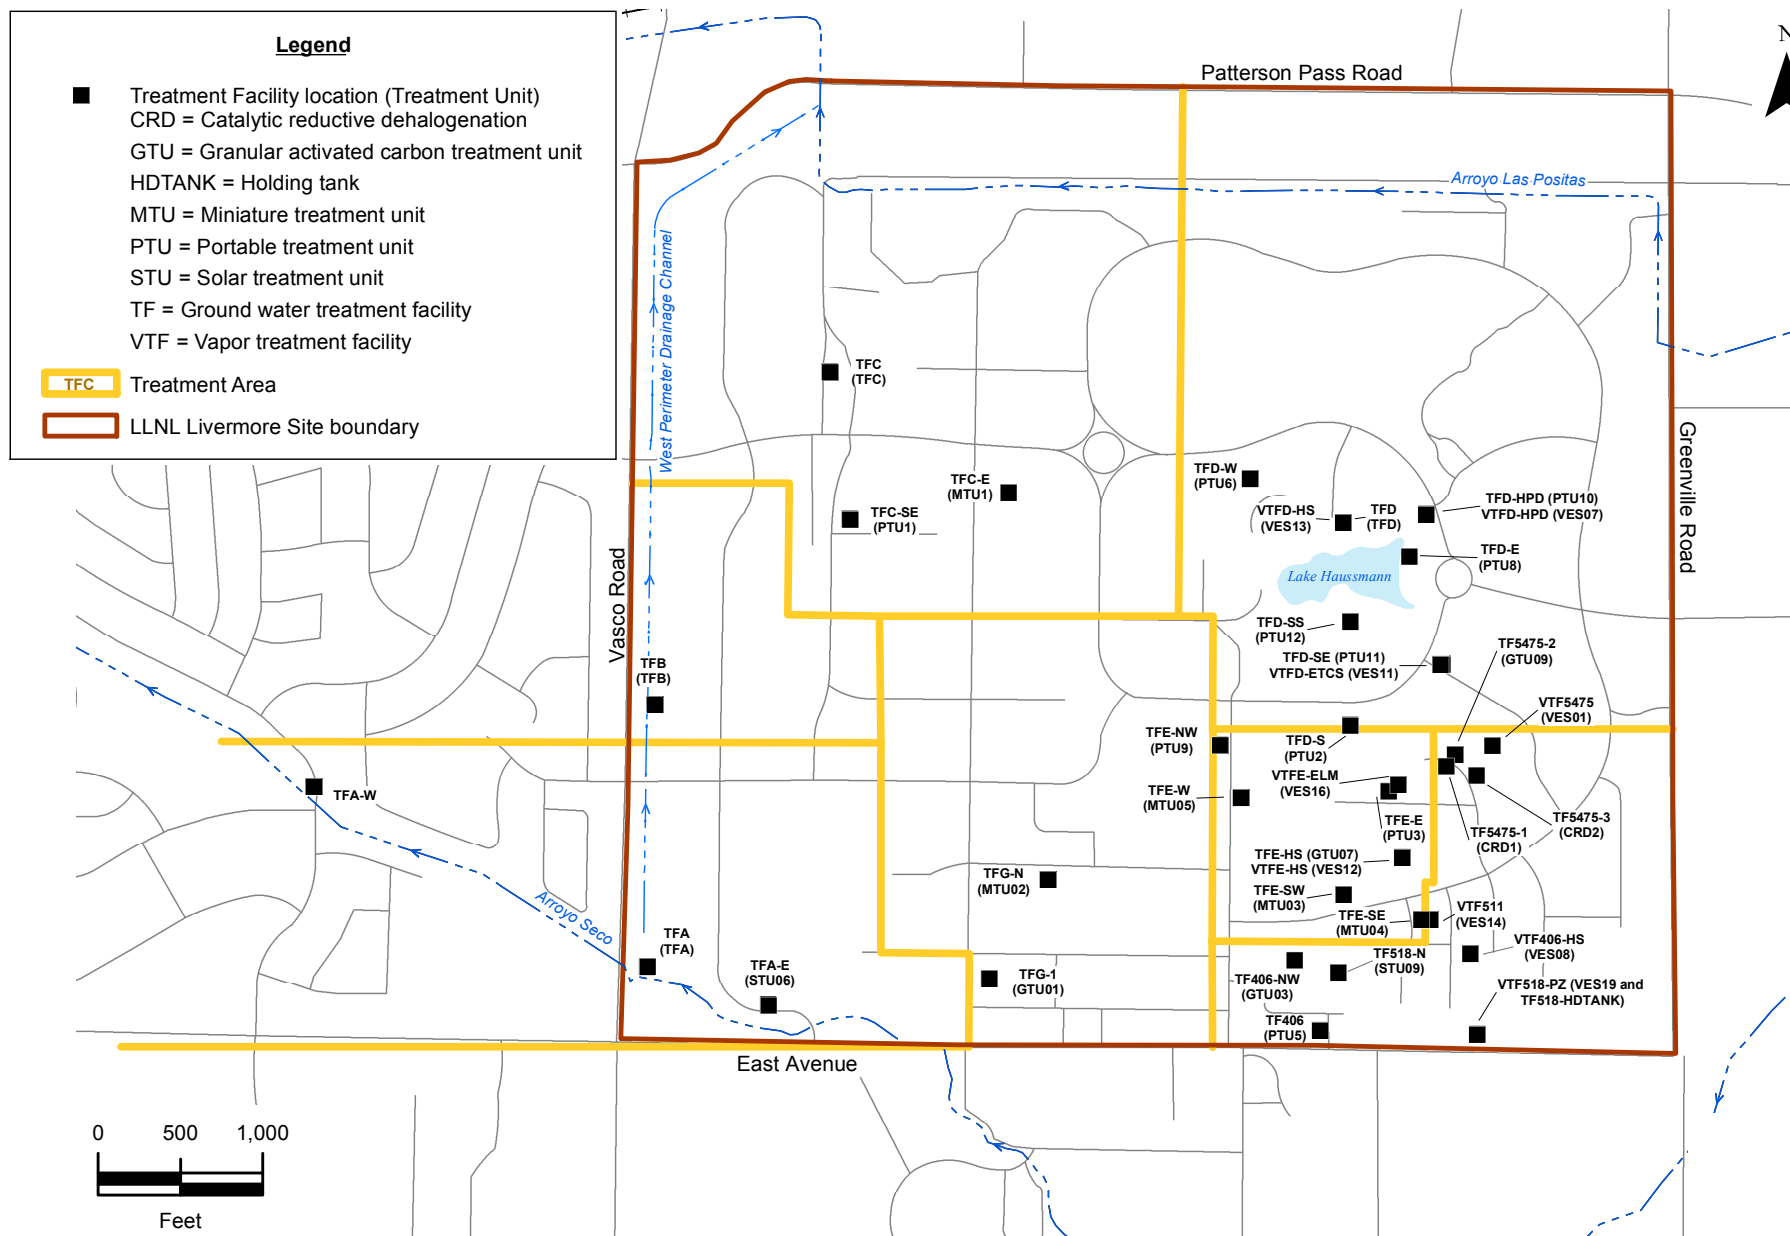 Legend
Treatment Facility location (Treatment Unit)
CRD = Catalytic reductive dehalogenation
GTU = Granular activated carbon treatment unit
HDTANK = Holding tank
MTU = Miniature treatment unit
PTU = Portable treatment unit
STU = Solar treatment unit
TF = Ground water treatment facility
VTF = Vapor treatment facility
TFC
Treatment Area
LLNL Livermore Site boundary
N
Patterson Pass Road
Arroyo Las Positas
West Perimeter Drainage Channel
Greenville Road
Vasco Road
TFC
(TFC)
TFC-E
(MTU1)
TFC-SE
(PTU1)
TFD-W
(PTU6)
VTFD-HS
(VES13)
TFD
(TFD)
TFD-HPD (PTU10)
VTFD-HPD (VES07)
TFD-E
(PTU8)
Lake Haussmann
TFD-SS
(PTU12)
TFD-SE (PTU11)
VTFD-ETCS (VES11)
TF5475-2
(GTU09)
VTF5475
(VES01)
TFB
(TFB)
TFE-NW
(PTU9)
TFD-S
(PTU2)
VTFE-ELM
(VES16)
TFE-W
(MTU05)
TFA-W
TFE-E
(PTU3)
TF5475-1
(CRD1)
TF5475-3
(CRD2)
TFE-HS (GTU07)
VTFE-HS (VES12)
TFG-N
(MTU02)
TFE-SW
(MTU03)
TFE-SE
(MTU04)
VTF511
(VES14)
Arroyo Seco
TFA
(TFA)
TFA-E
(STU06)
TFG-1
(GTU01)
TF406-NW
(GTU03)
TF518-N
(STU09)
VTF406-HS
(VES08)
VTF518-PZ (VES19 and
TF518-HDTANK)
TF406
(PTU5)
East Avenue
0 500 1,000
Feet